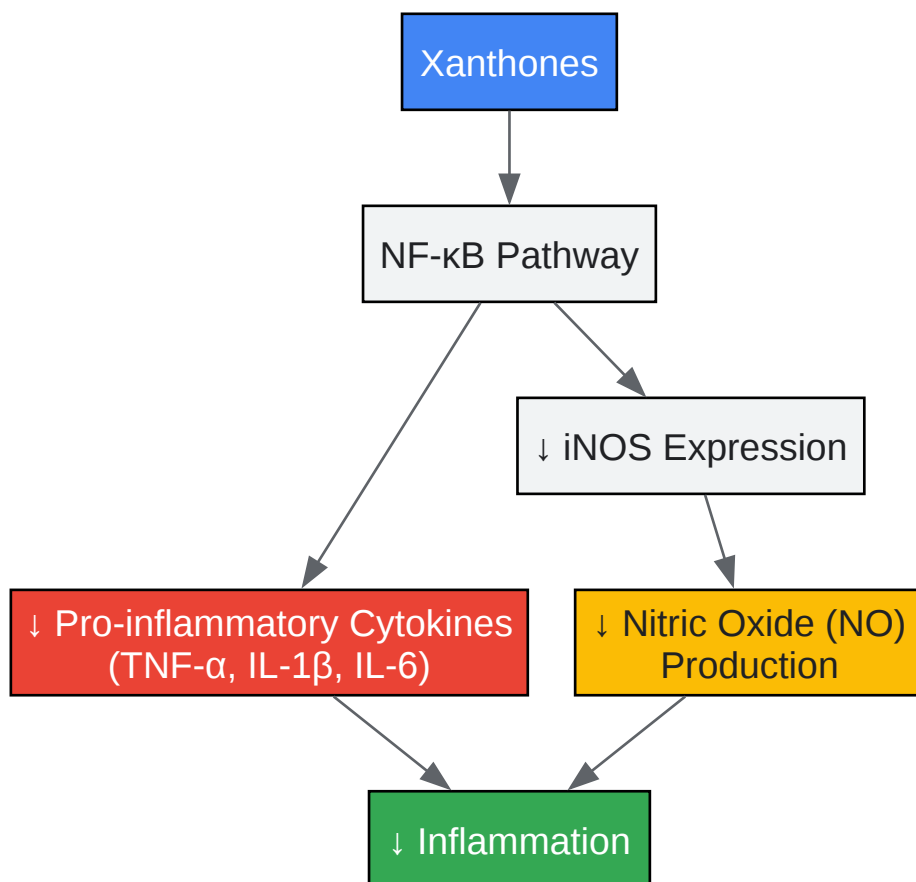 Xanthones
NF-κB Pathway
↓ iNOS Expression
↓ Pro-inflammatory Cytokines
(TNF-α, IL-1β, IL-6)
↓ Nitric Oxide (NO)
Production
↓ Inflammation